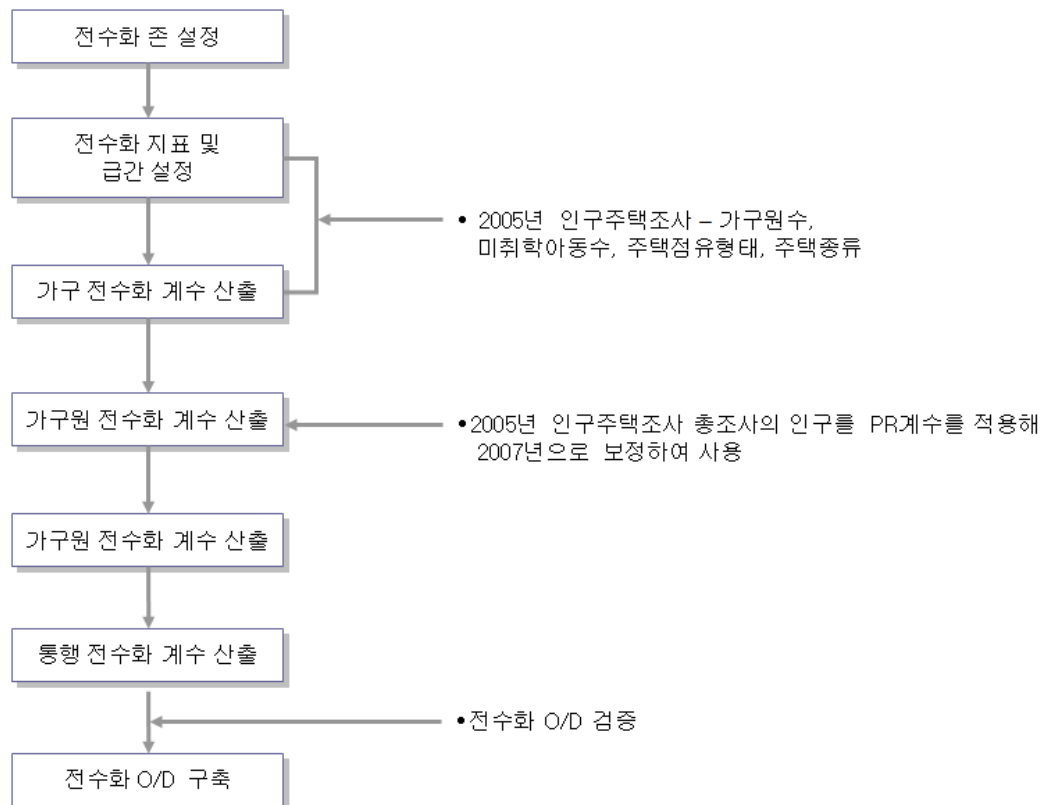 전수화 존 설정
전수화 지표 및
급간 설정
• 2005년 인구주택조사 – 가구원수,
미취학아동수, 주택점유형태, 주택종류
가구 전수화 계수 산출
가구원 전수화 계수 산출
•2005년 인구주택조사 총조사의 인구를 PR계수를 적용해
2007년으로 보정하여 사용
가구원 전수화 계수 산출
통행 전수화 계수 산출
•전수화 O/D 검증
전수화 O/D 구축